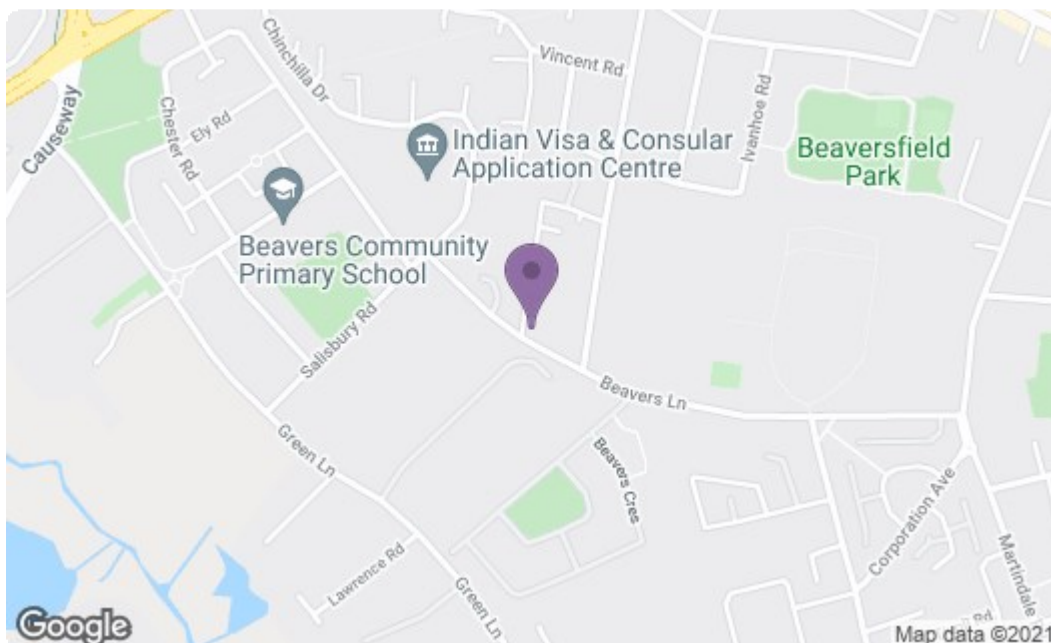 Chinchilla Dr
Vincent Rd
Causeway
Chester Rd
Ely Rd
Ivanhoe Rd
Indian Visa & Consular
Application Centre
Beaversfield
Park
Beavers Community
Primary School
Salisbury Rd
Beavers Ln
Green Ln
Beavers Cres
Corporation Ave
Martindale
Lawrence Rd
Green Ln
Rd
Google
Map data ©2021